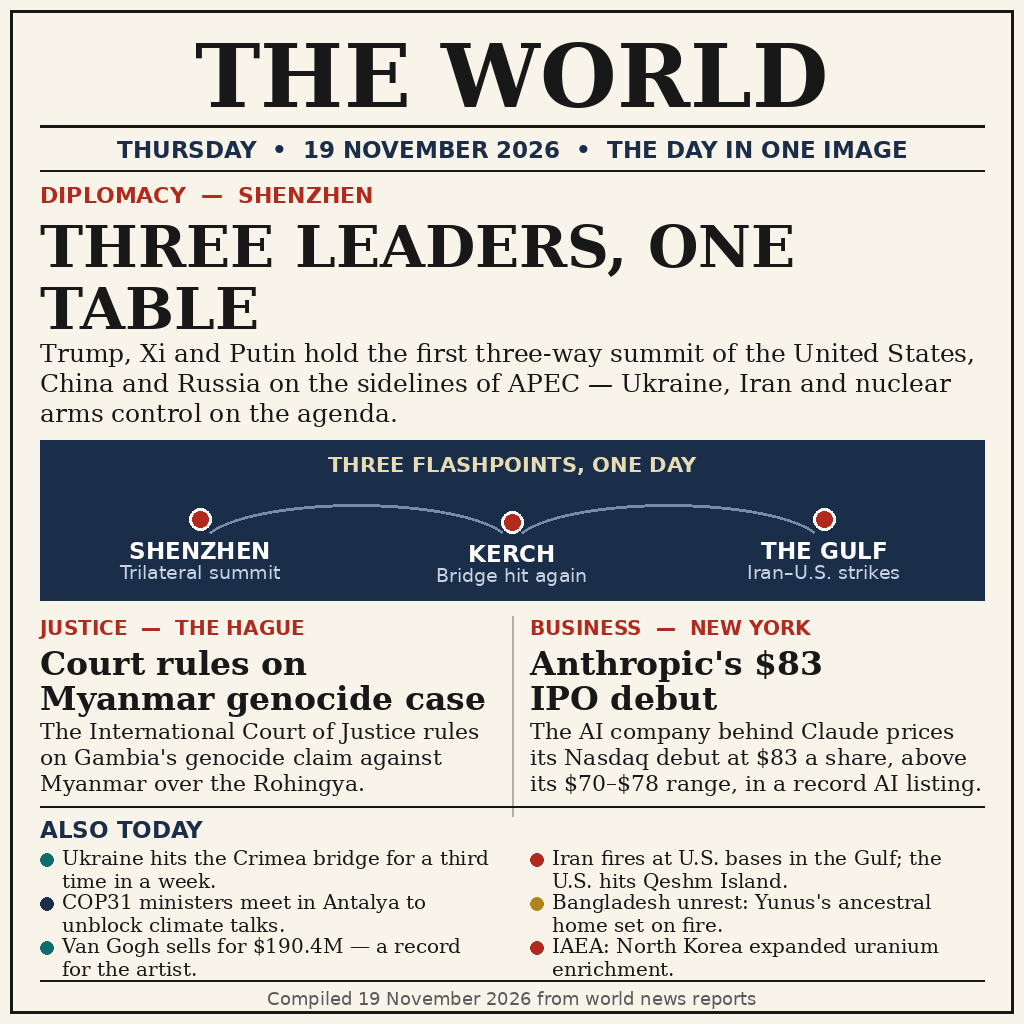 THE WORLD
THURSDAY • 19 NOVEMBER 2026 • THE DAY IN ONE IMAGE
DIPLOMACY — SHENZHEN
THREE LEADERS, ONE
TABLE
Trump, Xi and Putin hold the first three-way summit of the United States,
China and Russia on the sidelines of APEC — Ukraine, Iran and nuclear
arms control on the agenda.
THREE FLASHPOINTS, ONE DAY
SHENZHEN
Trilateral summit
KERCH
Bridge hit again
THE GULF
Iran–U.S. strikes
JUSTICE — THE HAGUE
Court rules on
Myanmar genocide case
The International Court of Justice rules
on Gambia's genocide claim against
Myanmar over the Rohingya.
BUSINESS — NEW YORK
Anthropic's $83
IPO debut
The AI company behind Claude prices
its Nasdaq debut at $83 a share, above
its $70–$78 range, in a record AI listing.
ALSO TODAY
Ukraine hits the Crimea bridge for a third
time in a week.
COP31 ministers meet in Antalya to
unblock climate talks.
Van Gogh sells for $190.4M — a record
for the artist.
Iran fires at U.S. bases in the Gulf; the
U.S. hits Qeshm Island.
Bangladesh unrest: Yunus's ancestral
home set on fire.
IAEA: North Korea expanded uranium
enrichment.
Compiled 19 November 2026 from world news reports